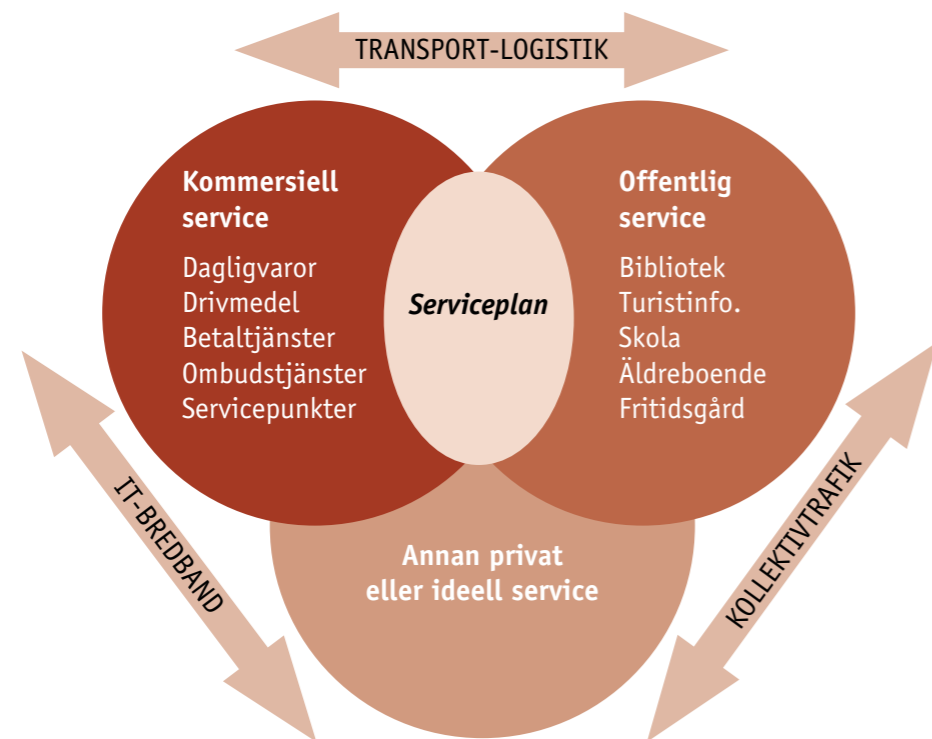 TRANSPORT-LOGISTIK
Kommersiell
service
Dagligvaror
Drivmedel
Betaltjänster
Ombudstjänster
Servicepunkter
Serviceplan
Offentlig
service
Bibliotek
Turistinfo.
Skola
Äldreboende
Fritidsgård
IT-BREDBAND
KOLLEKTIVTRAFIK
Annan privat
eller ideell service